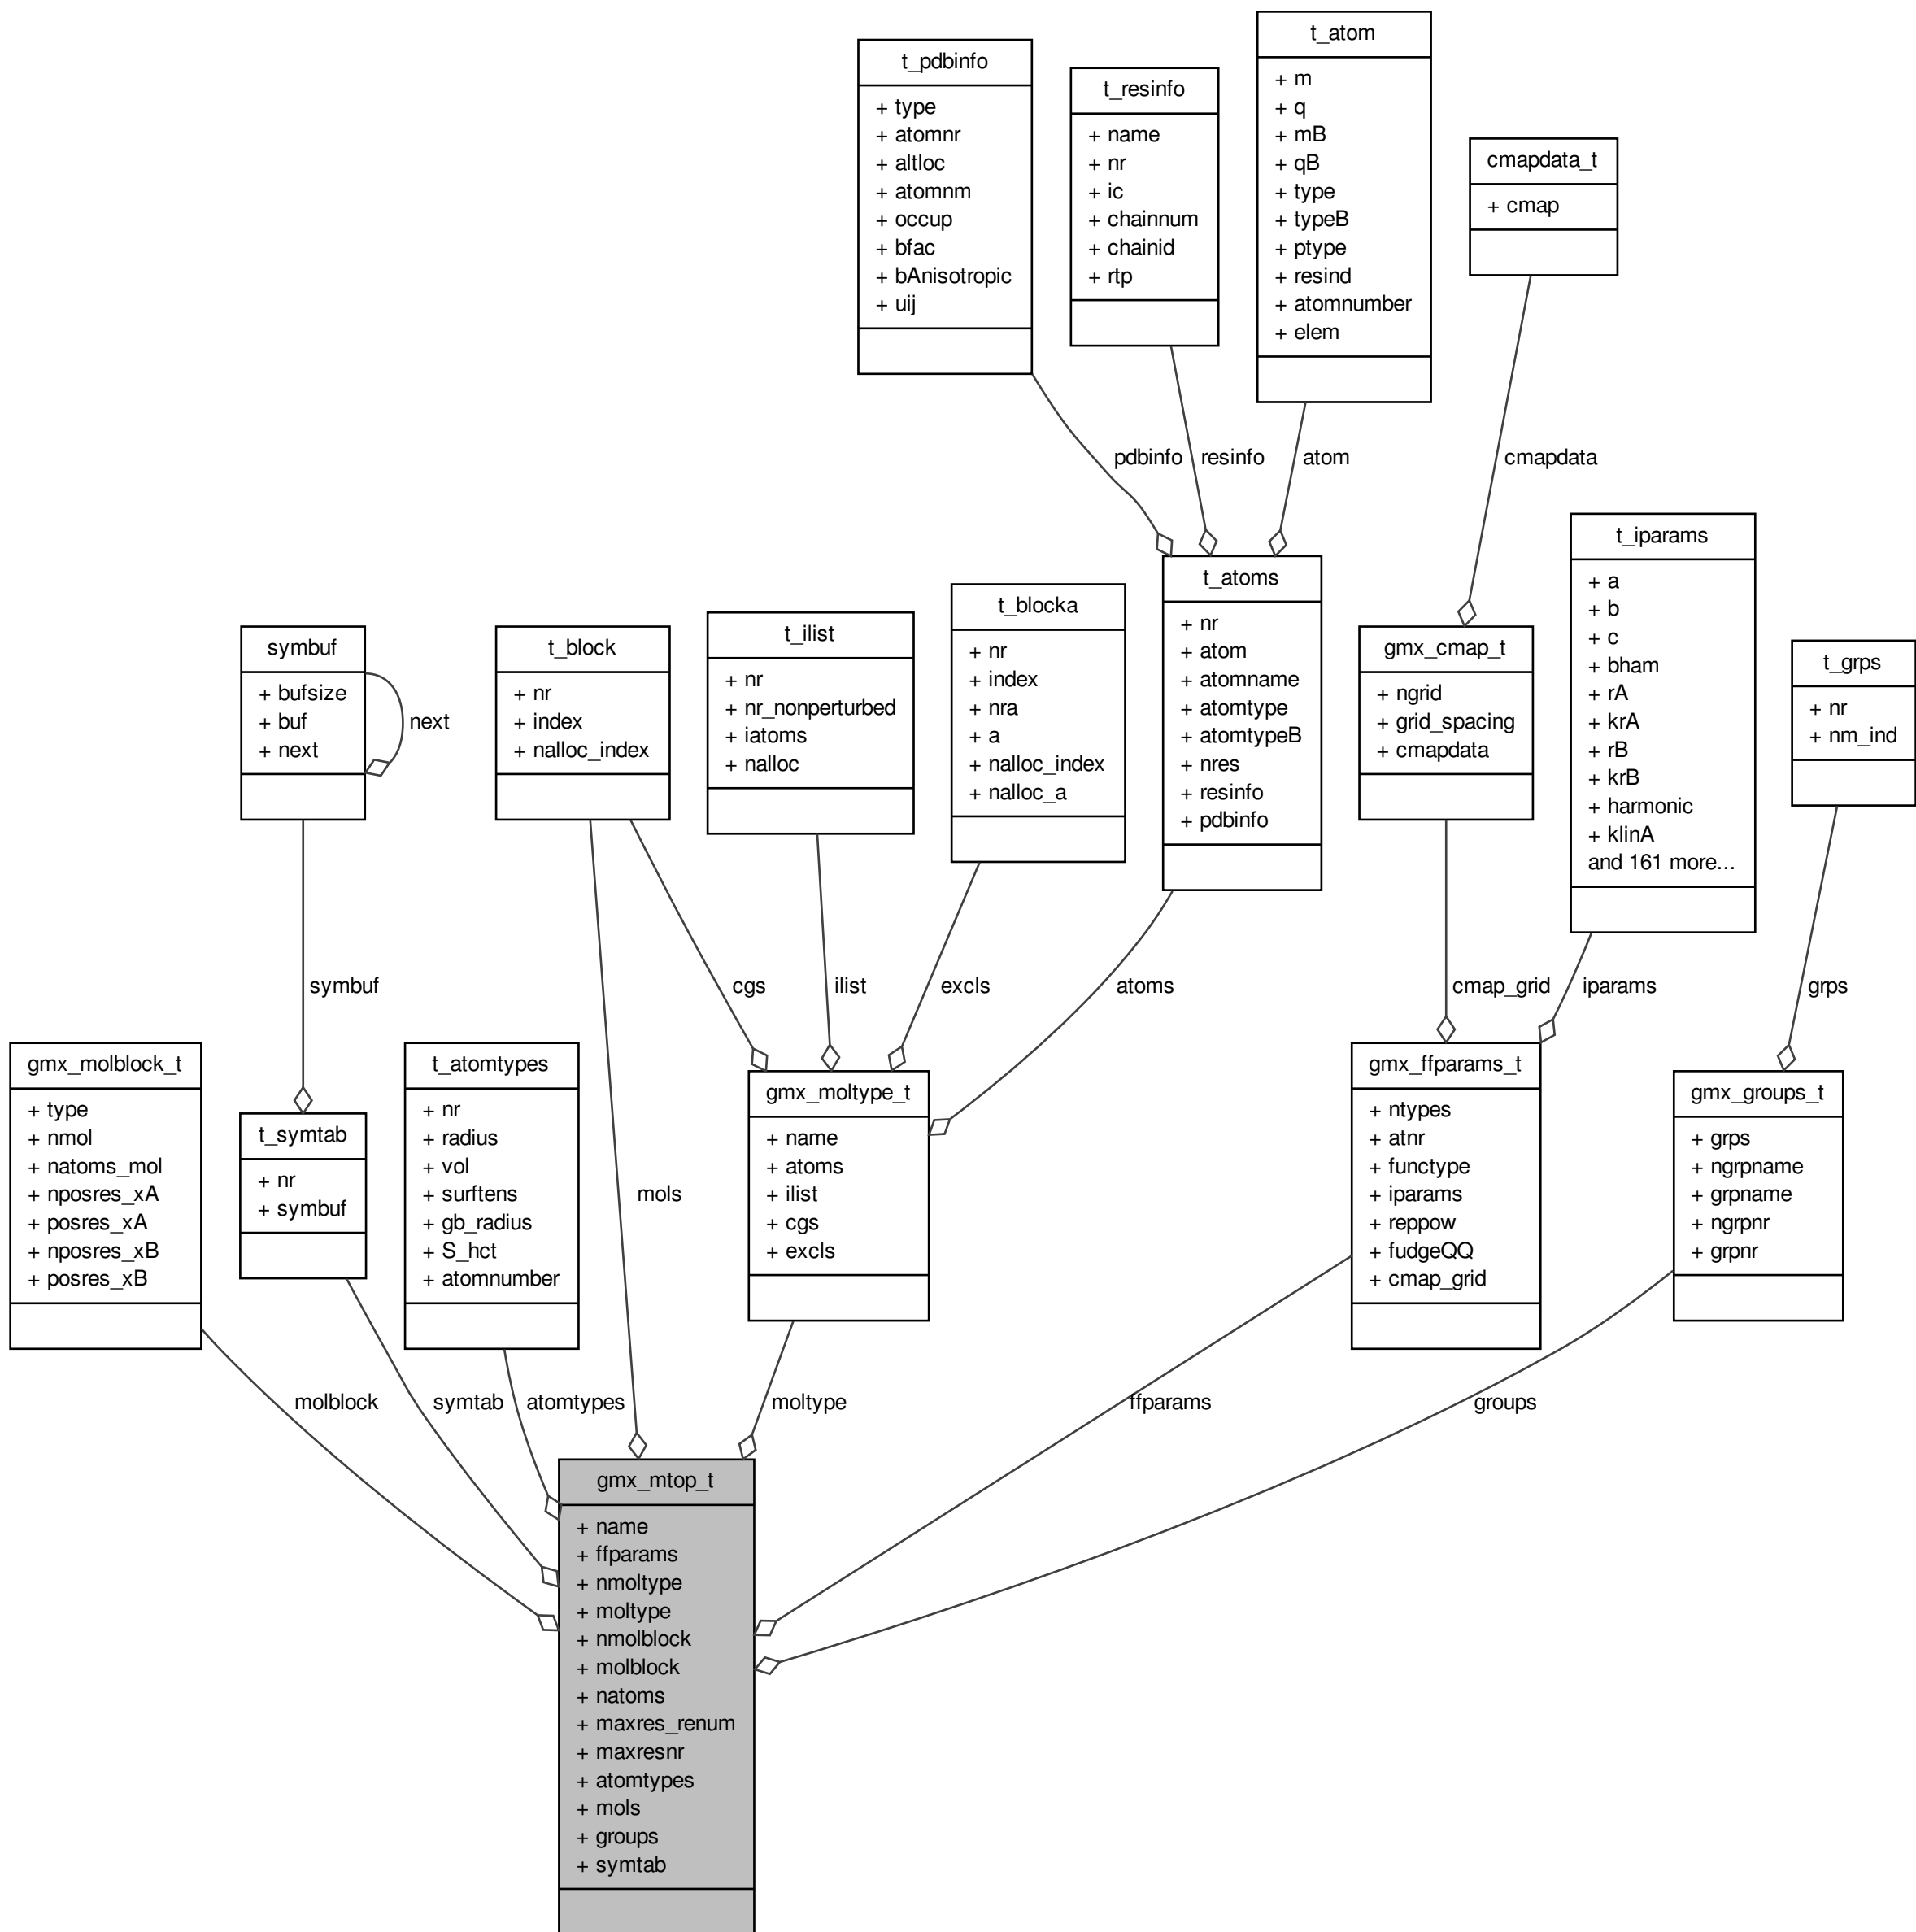 t_pdbinfo
+ type
+ atomnr
+ altloc
+ atomnm
+ occup
+ bfac
+ bAnisotropic
+ uij
t_resinfo
+ name
+ nr
+ ic
+ chainnum
+ chainid
+ rtp
t_atom
+ m
+ q
+ mB
+ qB
+ type
+ typeB
+ ptype
+ resind
+ atomnumber
+ elem
cmapdata_t
+ cmap
pdbinfo
resinfo
atom
cmapdata
symbuf
+ bufsize
+ buf
+ next
next
t_block
+ nr
+ index
+ nalloc_index
t_ilist
+ nr
+ nr_nonperturbed
+ iatoms
+ nalloc
t_blocka
+ nr
+ index
+ nra
+ a
+ nalloc_index
+ nalloc_a
t_atoms
+ nr
+ atom
+ atomname
+ atomtype
+ atomtypeB
+ nres
+ resinfo
+ pdbinfo
gmx_cmap_t
+ ngrid
+ grid_spacing
+ cmapdata
t_iparams
+ a
+ b
+ c
+ bham
+ rA
+ krA
+ rB
+ krB
+ harmonic
+ klinA
and 161 more...
t_grps
+ nr
+ nm_ind
symbuf
cgs
ilist
excls
atoms
cmap_grid
iparams
grps
gmx_molblock_t
+ type
+ nmol
+ natoms_mol
+ nposres_xA
+ posres_xA
+ nposres_xB
+ posres_xB
t_symtab
+ nr
+ symbuf
t_atomtypes
+ nr
+ radius
+ vol
+ surftens
+ gb_radius
+ S_hct
+ atomnumber
mols
gmx_moltype_t
+ name
+ atoms
+ ilist
+ cgs
+ excls
gmx_ffparams_t
+ ntypes
+ atnr
+ functype
+ iparams
+ reppow
+ fudgeQQ
+ cmap_grid
gmx_groups_t
+ grps
+ ngrpname
+ grpname
+ ngrpnr
+ grpnr
molblock
symtab
atomtypes
moltype
ffparams
groups
gmx_mtop_t
+ name
+ ffparams
+ nmoltype
+ moltype
+ nmolblock
+ molblock
+ natoms
+ maxres_renum
+ maxresnr
+ atomtypes
+ mols
+ groups
+ symtab